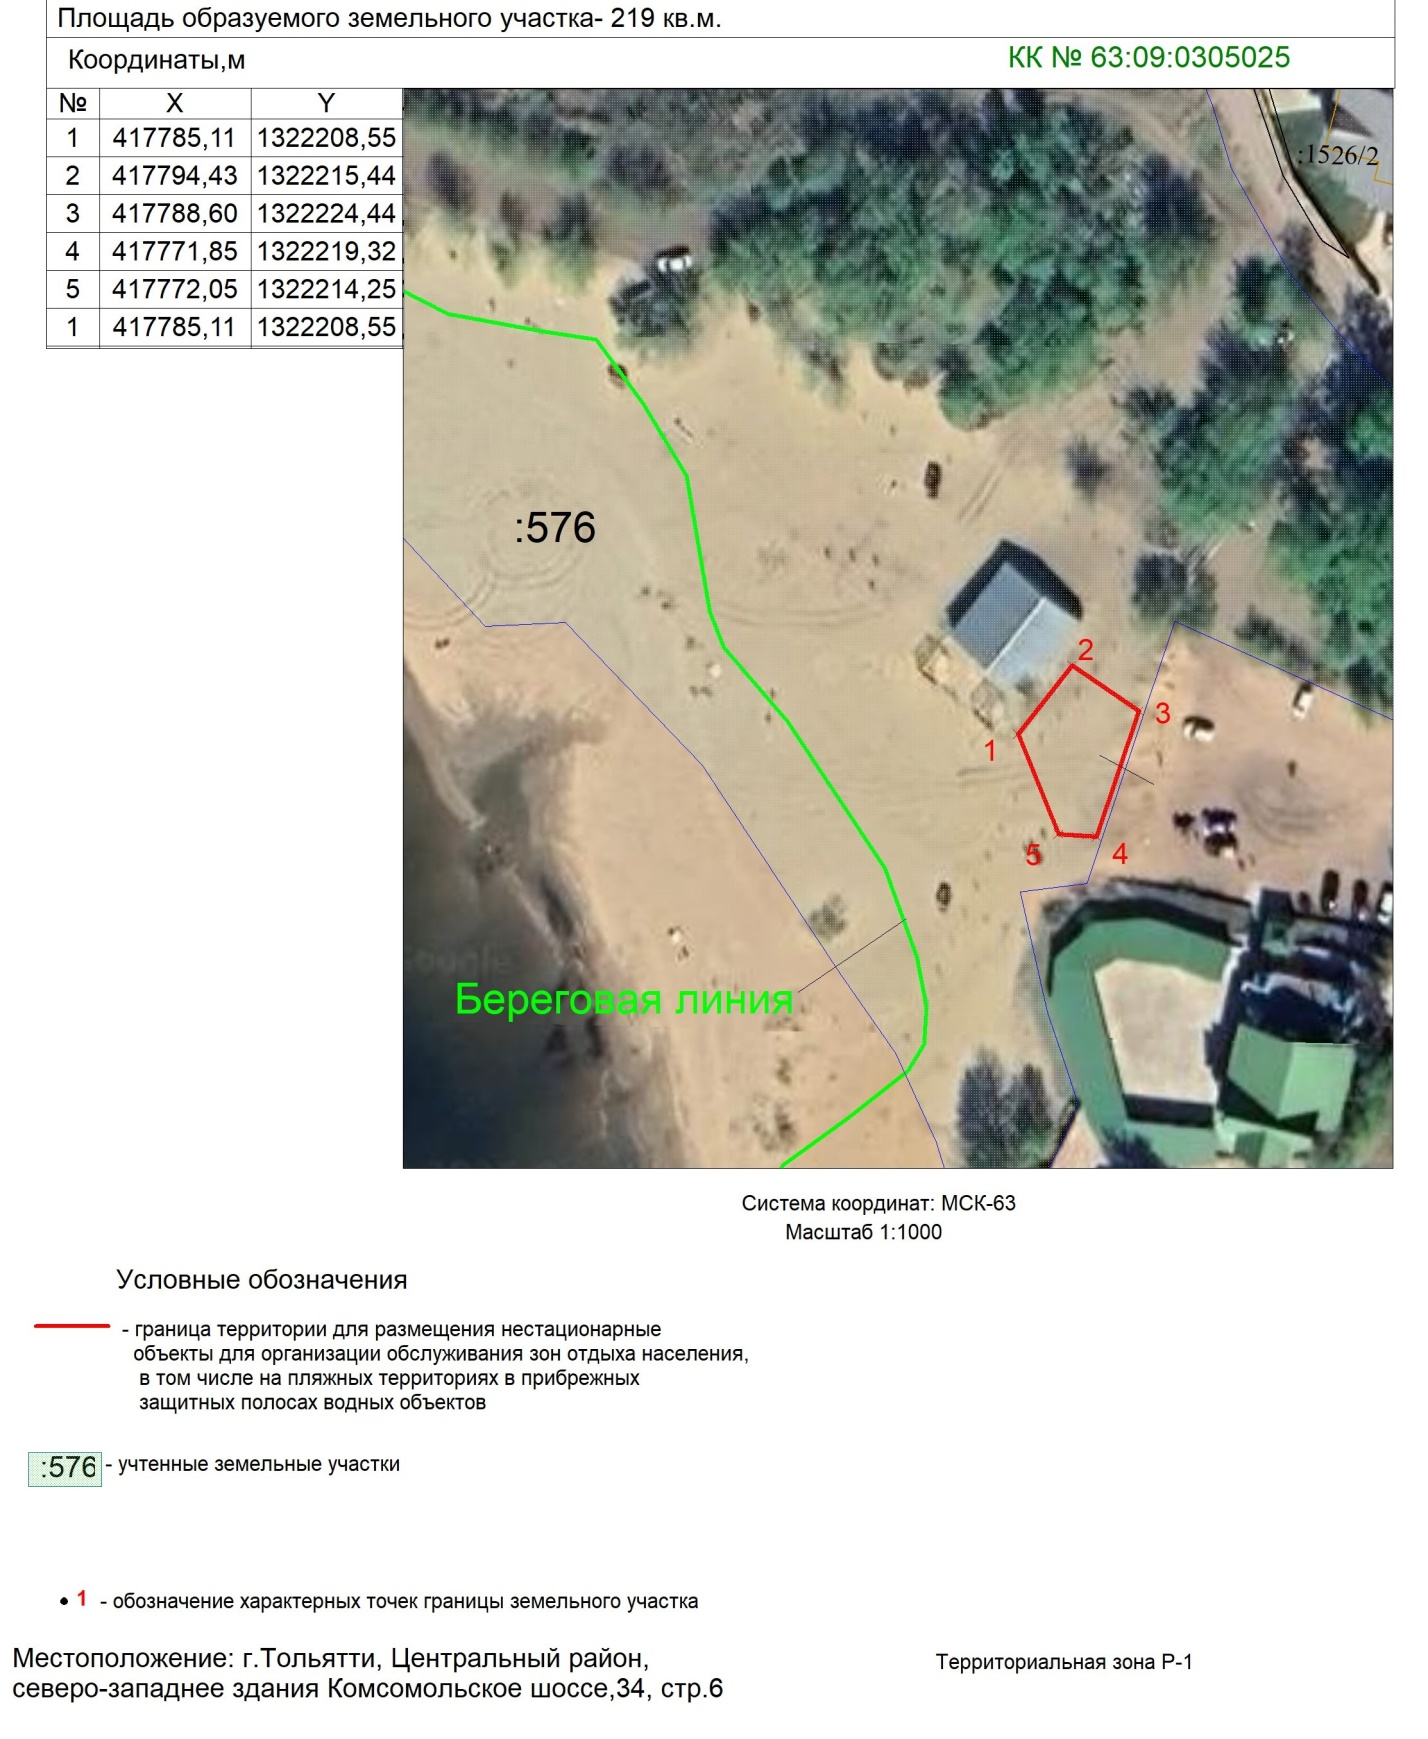 Площадь образуемого земельного участка- 219 кв.м.
Координаты,м
КК № 63:09:0305025
№ X Y
1 417785,11 1322208,55
2 417794,43 1322215,44
3 417788,60 1322224,44
4 417771,85 1322219,32
5 417772,05 1322214,25
1 417785,11 1322208,55
:1526/2
:576
2
3
1
5
4
Google
Береговая линия
Система координат: МСК-63
Масштаб 1:1000
Условные обозначения
- граница территории для размещения нестационарные
объекты для организации обслуживания зон отдыха населения,
в том числе на пляжных территориях в прибрежных
защитных полосах водных объектов
:576 - учтенные земельные участки
1 - обозначение характерных точек границы земельного участка
Местоположение: г.Тольятти, Центральный район,
северо-западнее здания Комсомольское шоссе,34, стр.6
Территориальная зона Р-1